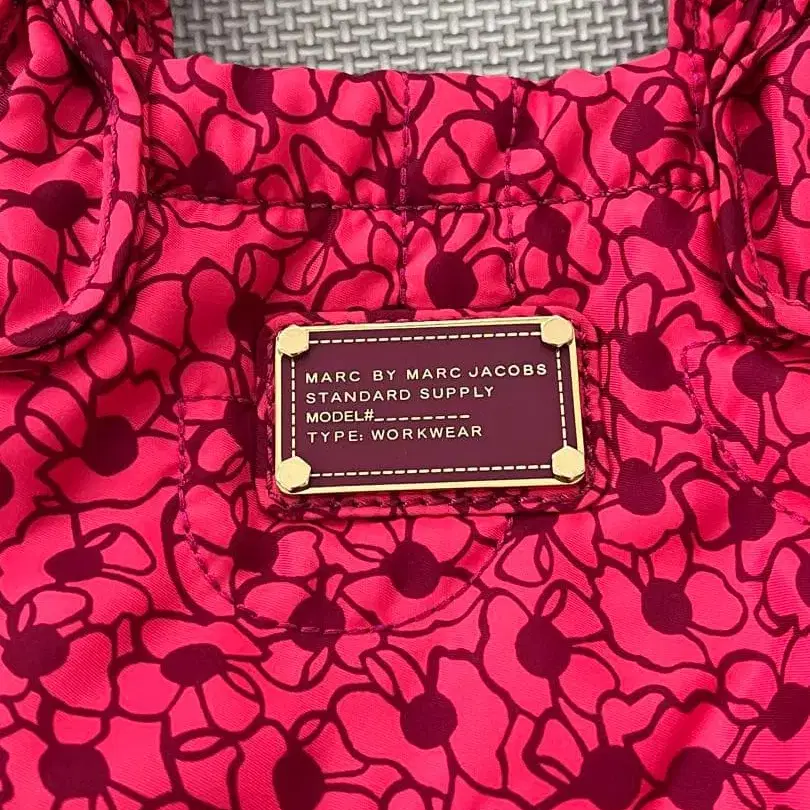 MARC BY MARC JACOBS
STANDARD SUPPLY
MODEL#_________
TYPE: WORKWEAR